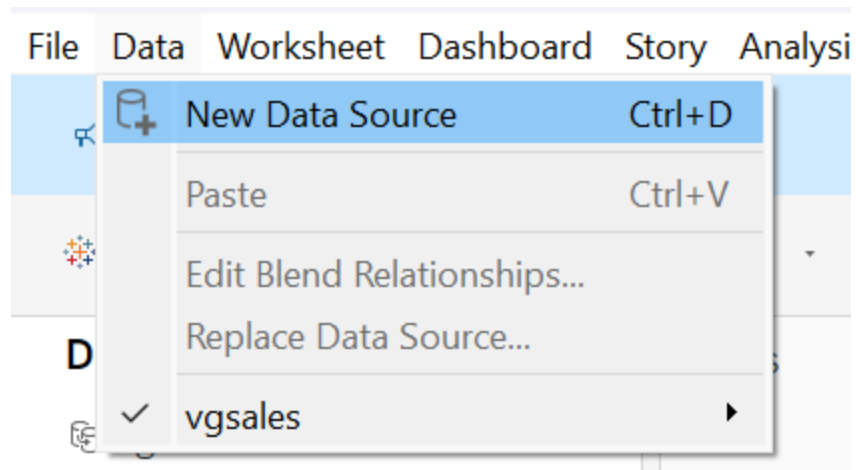 File Data Worksheet Dashboard Story Analysi
New Data Source Ctrl+D
Paste Ctrl+V
Edit Blend Relationships...
Replace Data Source...
D
vgsales